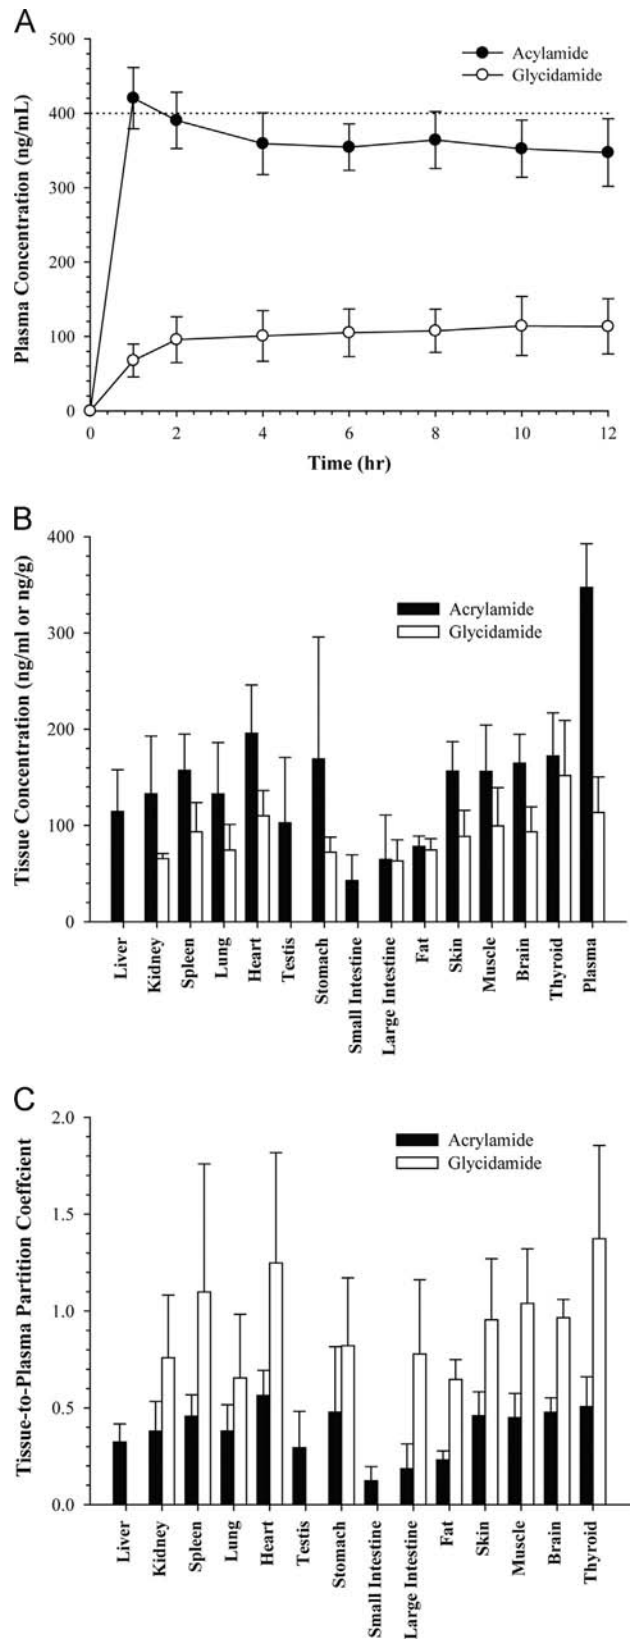 A
Plasma Concentration (ng/mL)
500
400
300
200
100
0
Acylamide
Glycidamide
0 2 4 6 8 10 12
Time (hr)
B
Tissue Concentration (ng/ml or ng/g)
400
300
200
100
0
Acrylamide
Glycidamide
Liver
Kidney
Spleen
Lung
Heart
Testis
Stomach
Small Intestine
Large Intestine
Fat
Skin
Muscle
Brain
Thyroid
Plasma
C
Tissue-to-Plasma Partition Coeffcient
2.0
1.5
1.0
0.5
0.0
Acrylamide
Glycidamide
Liver
Kidney
Spleen
Lung
Heart
Testis
Stomach
Small Intestine
Large Intestine
Fat
Skin
Muscle
Brain
Thyroid